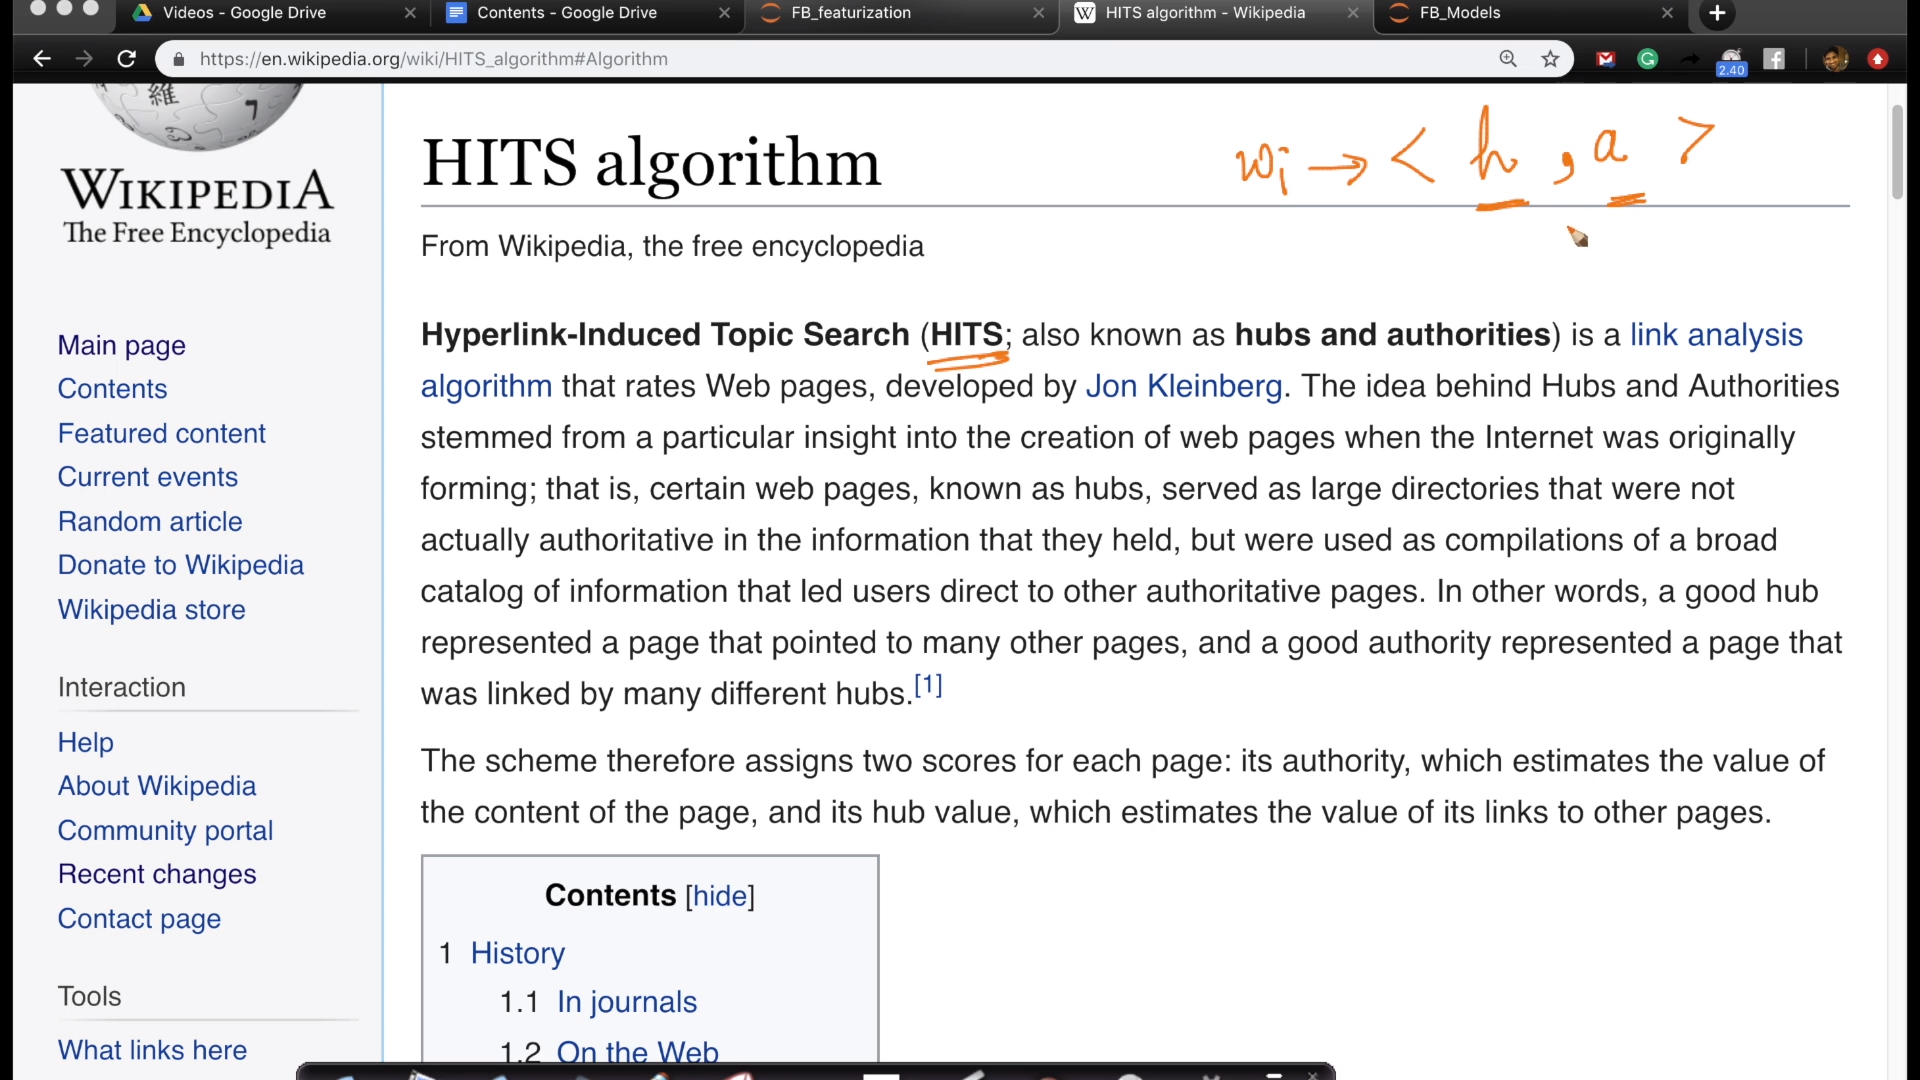 Videos - Google Drive
Contents - Google Drive
FB_featurization
HITS algorithm - Wikipedia
FB_Models
https://en.wikipedia.org/wiki/HITS_algorithm#Algorithm
2.40
維
7
WIKIPEDIA
The Free Encyclopedia
Main page
Contents
Featured content
Current events
Random article
Donate to Wikipedia
Wikipedia store
Interaction
Help
About Wikipedia
Community portal
Recent changes
Contact page
Tools
What links here
HITS algorithm
wi → < h , a >
From Wikipedia, the free encyclopedia
Hyperlink-Induced Topic Search (HITS; also known as hubs and authorities) is a link analysis
algorithm that rates Web pages, developed by Jon Kleinberg. The idea behind Hubs and Authorities
stemmed from a particular insight into the creation of web pages when the Internet was originally
forming; that is, certain web pages, known as hubs, served as large directories that were not
actually authoritative in the information that they held, but were used as compilations of a broad
catalog of information that led users direct to other authoritative pages. In other words, a good hub
represented a page that pointed to many other pages, and a good authority represented a page that
was linked by many different hubs.[1]
The scheme therefore assigns two scores for each page: its authority, which estimates the value of
the content of the page, and its hub value, which estimates the value of its links to other pages.
Contents [hide]
1 History
1.1 In journals
1.2 On the Web